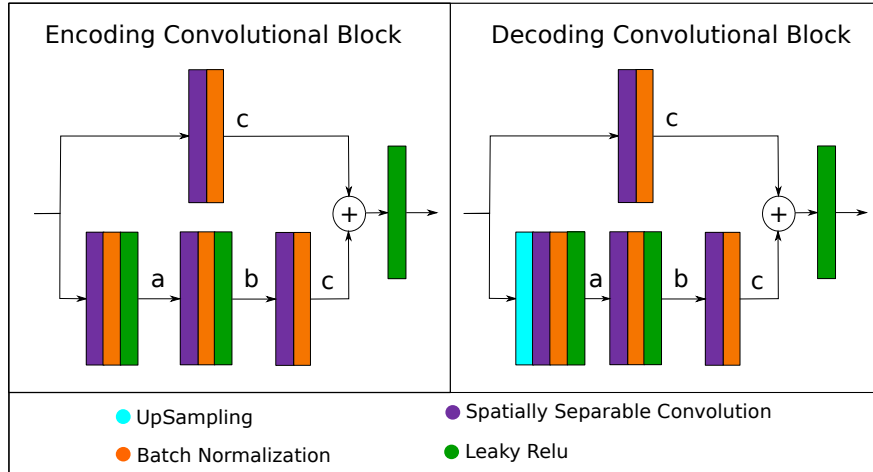 Encoding Convolutional Block
c
+
a
b
c
Decoding Convolutional Block
c
+
a
b
c
UpSampling
Spatially Separable Convolution
Batch Normalization
Leaky Relu